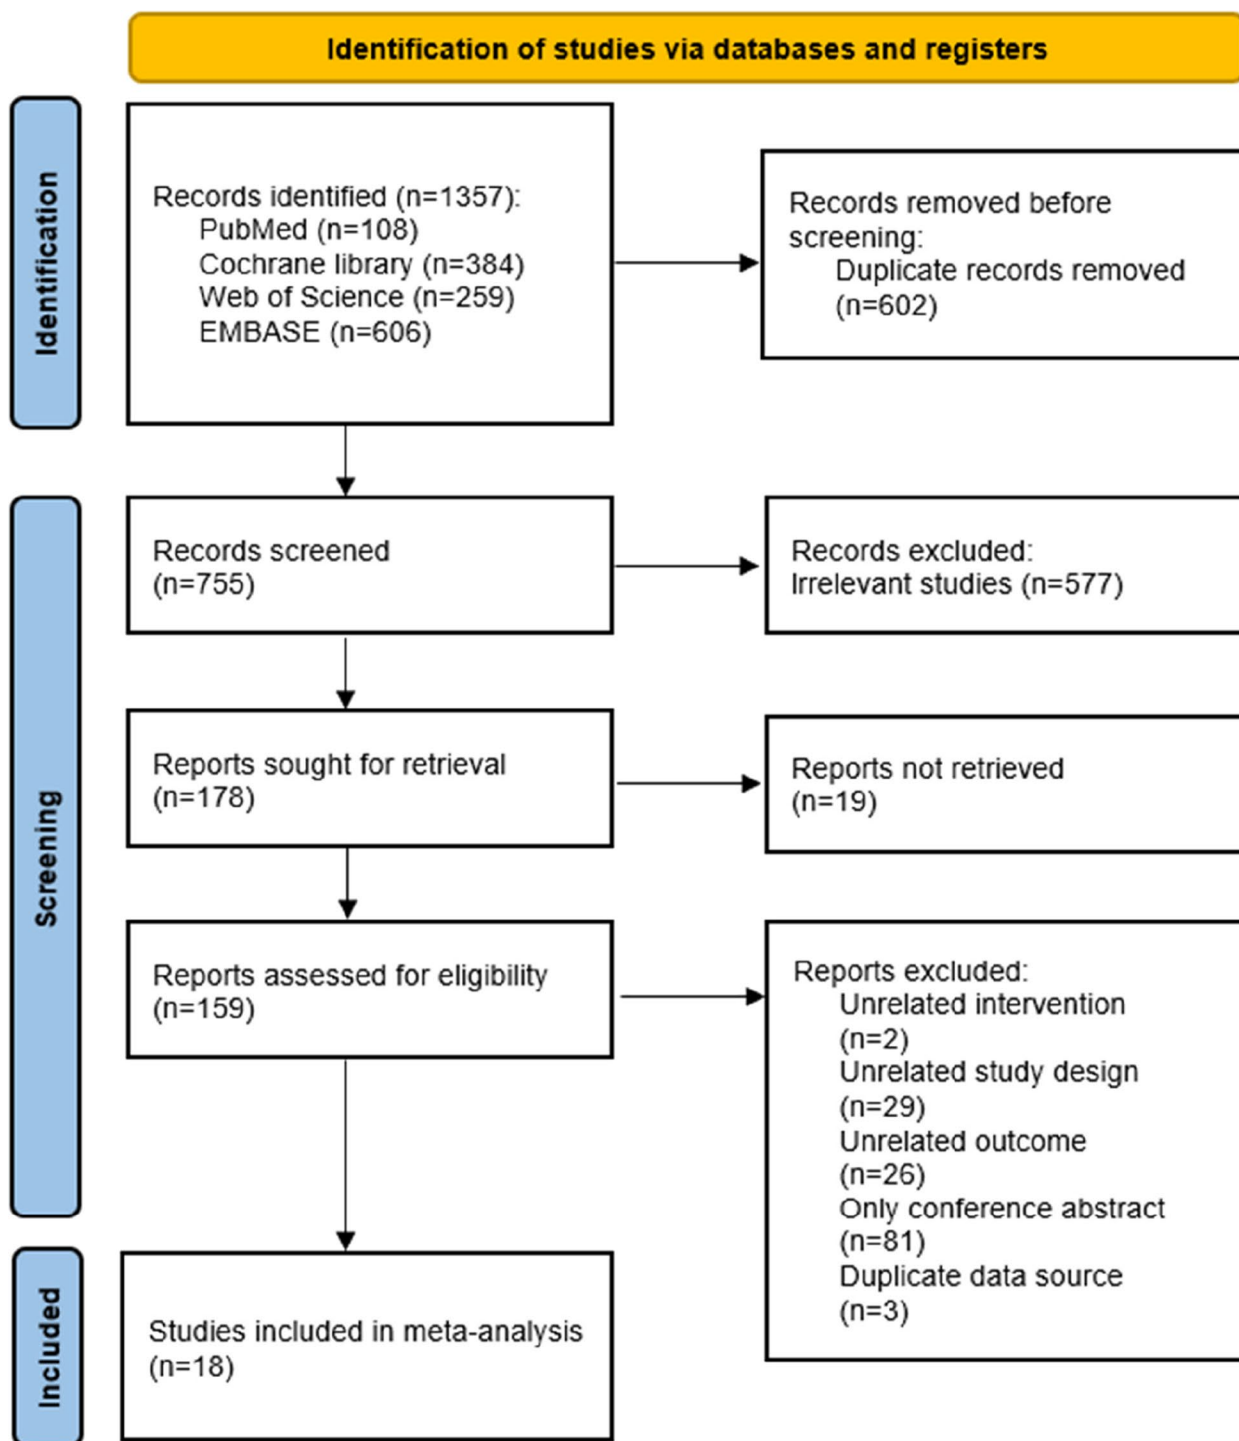 Identification of studies via databases and registers
Identification
Records identified (n=1357):
PubMed (n=108)
Cochrane library (n=384)
Web of Science (n=259)
EMBASE (n=606)
Records removed before
screening:
Duplicate records removed
(n=602)
Screening
Records screened
(n=755)
Records excluded:
Irrelevant studies (n=577)
Reports sought for retrieval
(n=178)
Reports not retrieved
(n=19)
Reports assessed for eligibility
(n=159)
Reports excluded:
Unrelated intervention
(n=2)
Unrelated study design
(n=29)
Unrelated outcome
(n=26)
Only conference abstract
(n=81)
Duplicate data source
(n=3)
Included
Studies included in meta-analysis
(n=18)